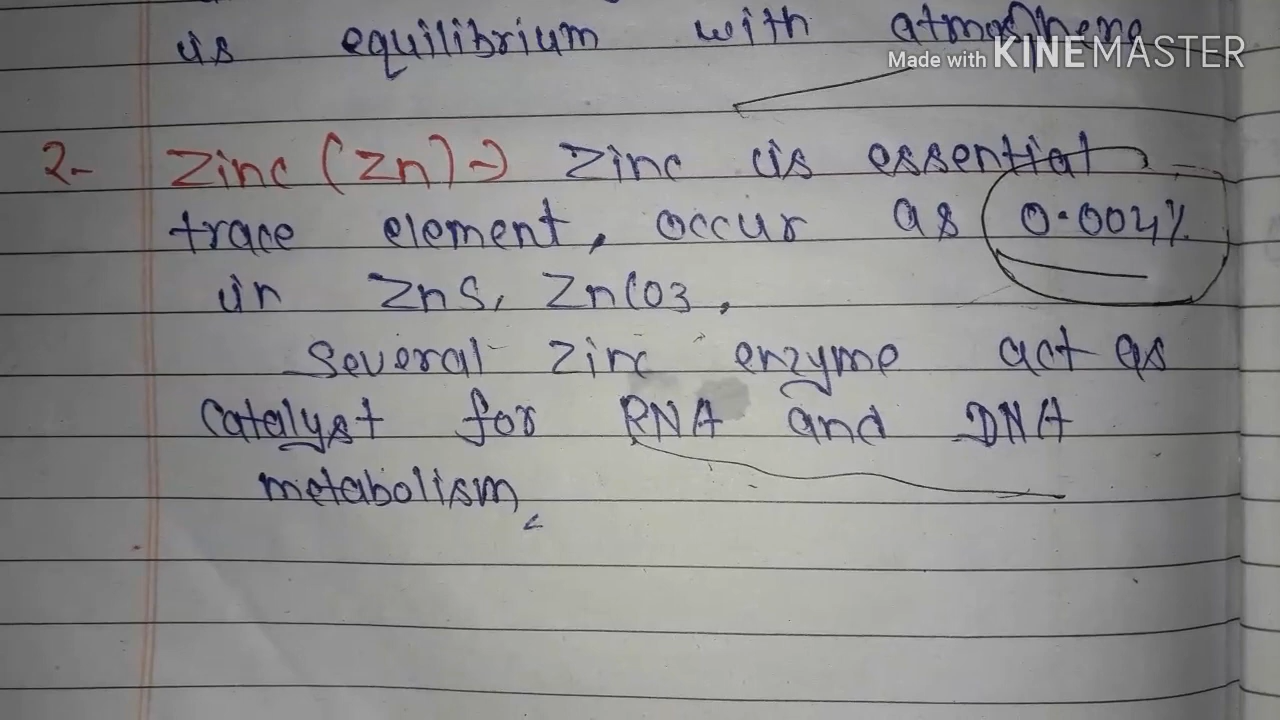 is equilibrium with atmosphere
Made with KINEMASTER
2- Zinc (Zn) → Zinc is essential
trace element, occur as 0.004%
in ZnS, ZnCO3,
Several zinc enzyme act as
catalyst for RNA and DNA
metabolism